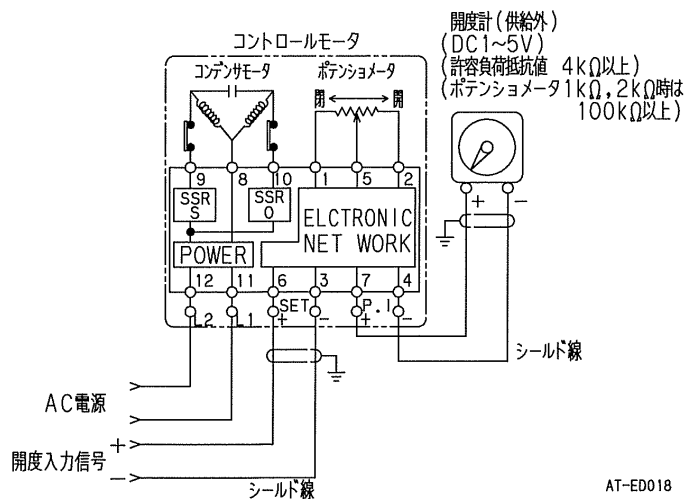 開度計(供給外)
(DC1~5V)
(許容負荷抵抗値 4kΩ以上)
(ポテンショメータ1kΩ,2kΩ時は
100kΩ以上)
コントロールモータ
コンデンサモータ
ポテンショメータ
閉 開
9 8 10 1 5 2
SSR
S
SSR
O
ELCTRONIC
NET WORK
POWER
12 11 6 3 7 4
SET P.I
L2 L1 + - + -
+ -
シールド線
AC電源
開度入力信号
+
-
シールド線
AT-ED018